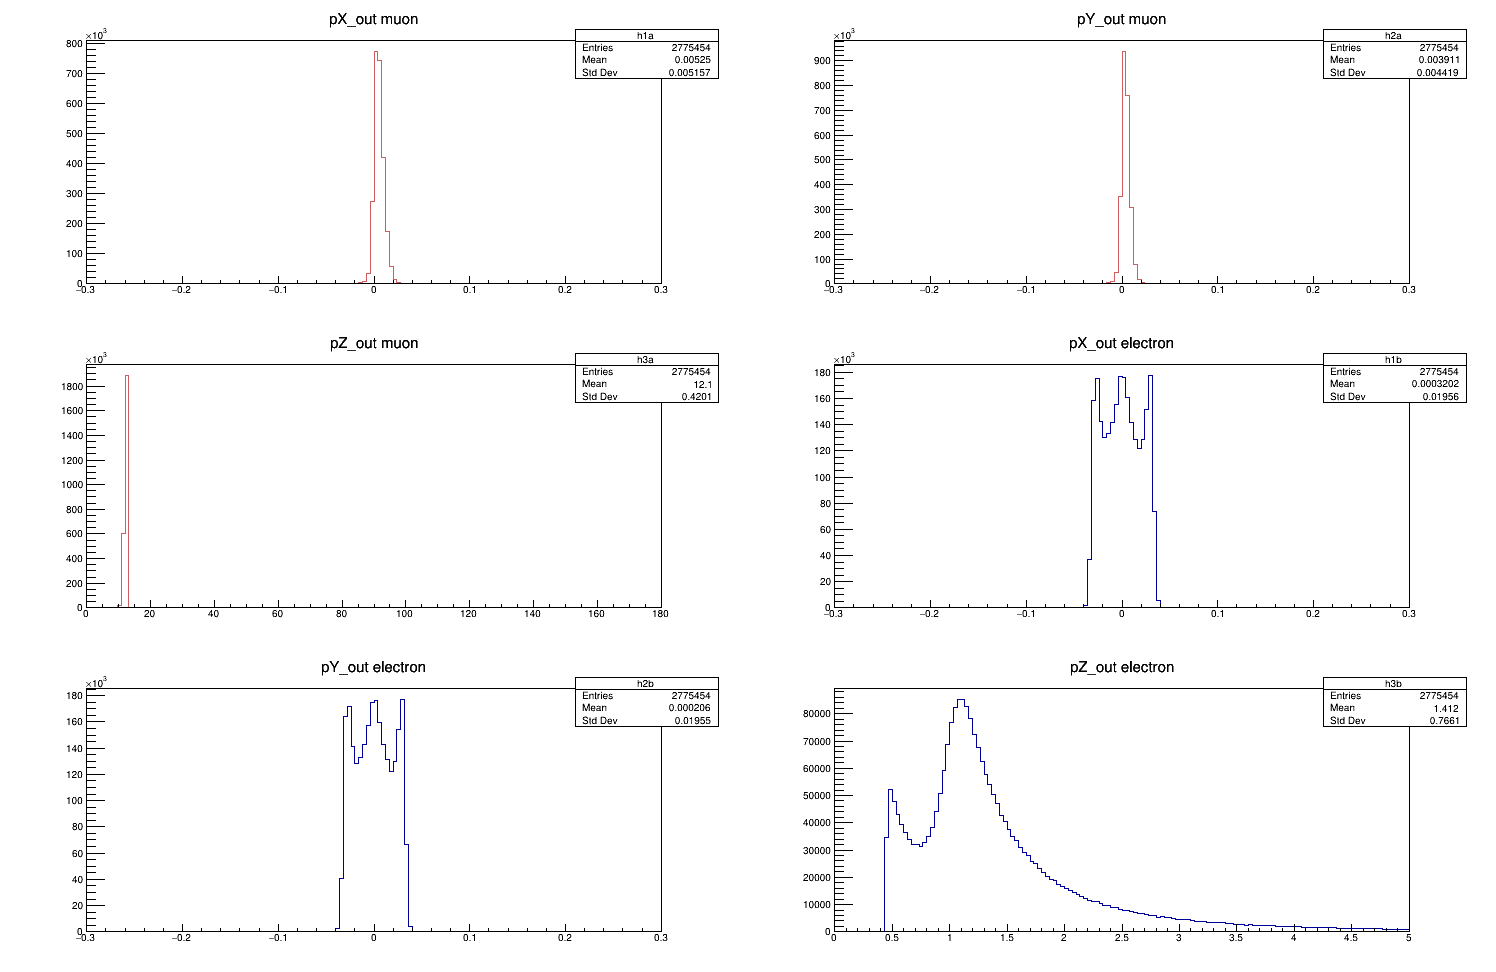 pX_out muon
×10³
h1a
Entries 2775454
Mean 0.00525
Std Dev 0.005157
800
700
600
500
400
300
200
100
0
−0.3 −0.2 −0.1 0 0.1 0.2 0.3
pY_out muon
×10³
h2a
Entries 2775454
Mean 0.003911
Std Dev 0.004419
900
800
700
600
500
400
300
200
100
0
−0.3 −0.2 −0.1 0 0.1 0.2 0.3
pZ_out muon
×10³
h3a
Entries 2775454
Mean 12.1
Std Dev 0.4201
1800
1600
1400
1200
1000
800
600
400
200
0
0 20 40 60 80 100 120 140 160 180
pX_out electron
×10³
h1b
Entries 2775454
Mean 0.0003202
Std Dev 0.01956
180
160
140
120
100
80
60
40
20
0
−0.3 −0.2 −0.1 0 0.1 0.2 0.3
pY_out electron
×10³
h2b
Entries 2775454
Mean 0.000206
Std Dev 0.01955
180
160
140
120
100
80
60
40
20
0
−0.3 −0.2 −0.1 0 0.1 0.2 0.3
pZ_out electron
h3b
Entries 2775454
Mean 1.412
Std Dev 0.7661
80000
70000
60000
50000
40000
30000
20000
10000
0
0 0.5 1 1.5 2 2.5 3 3.5 4 4.5 5